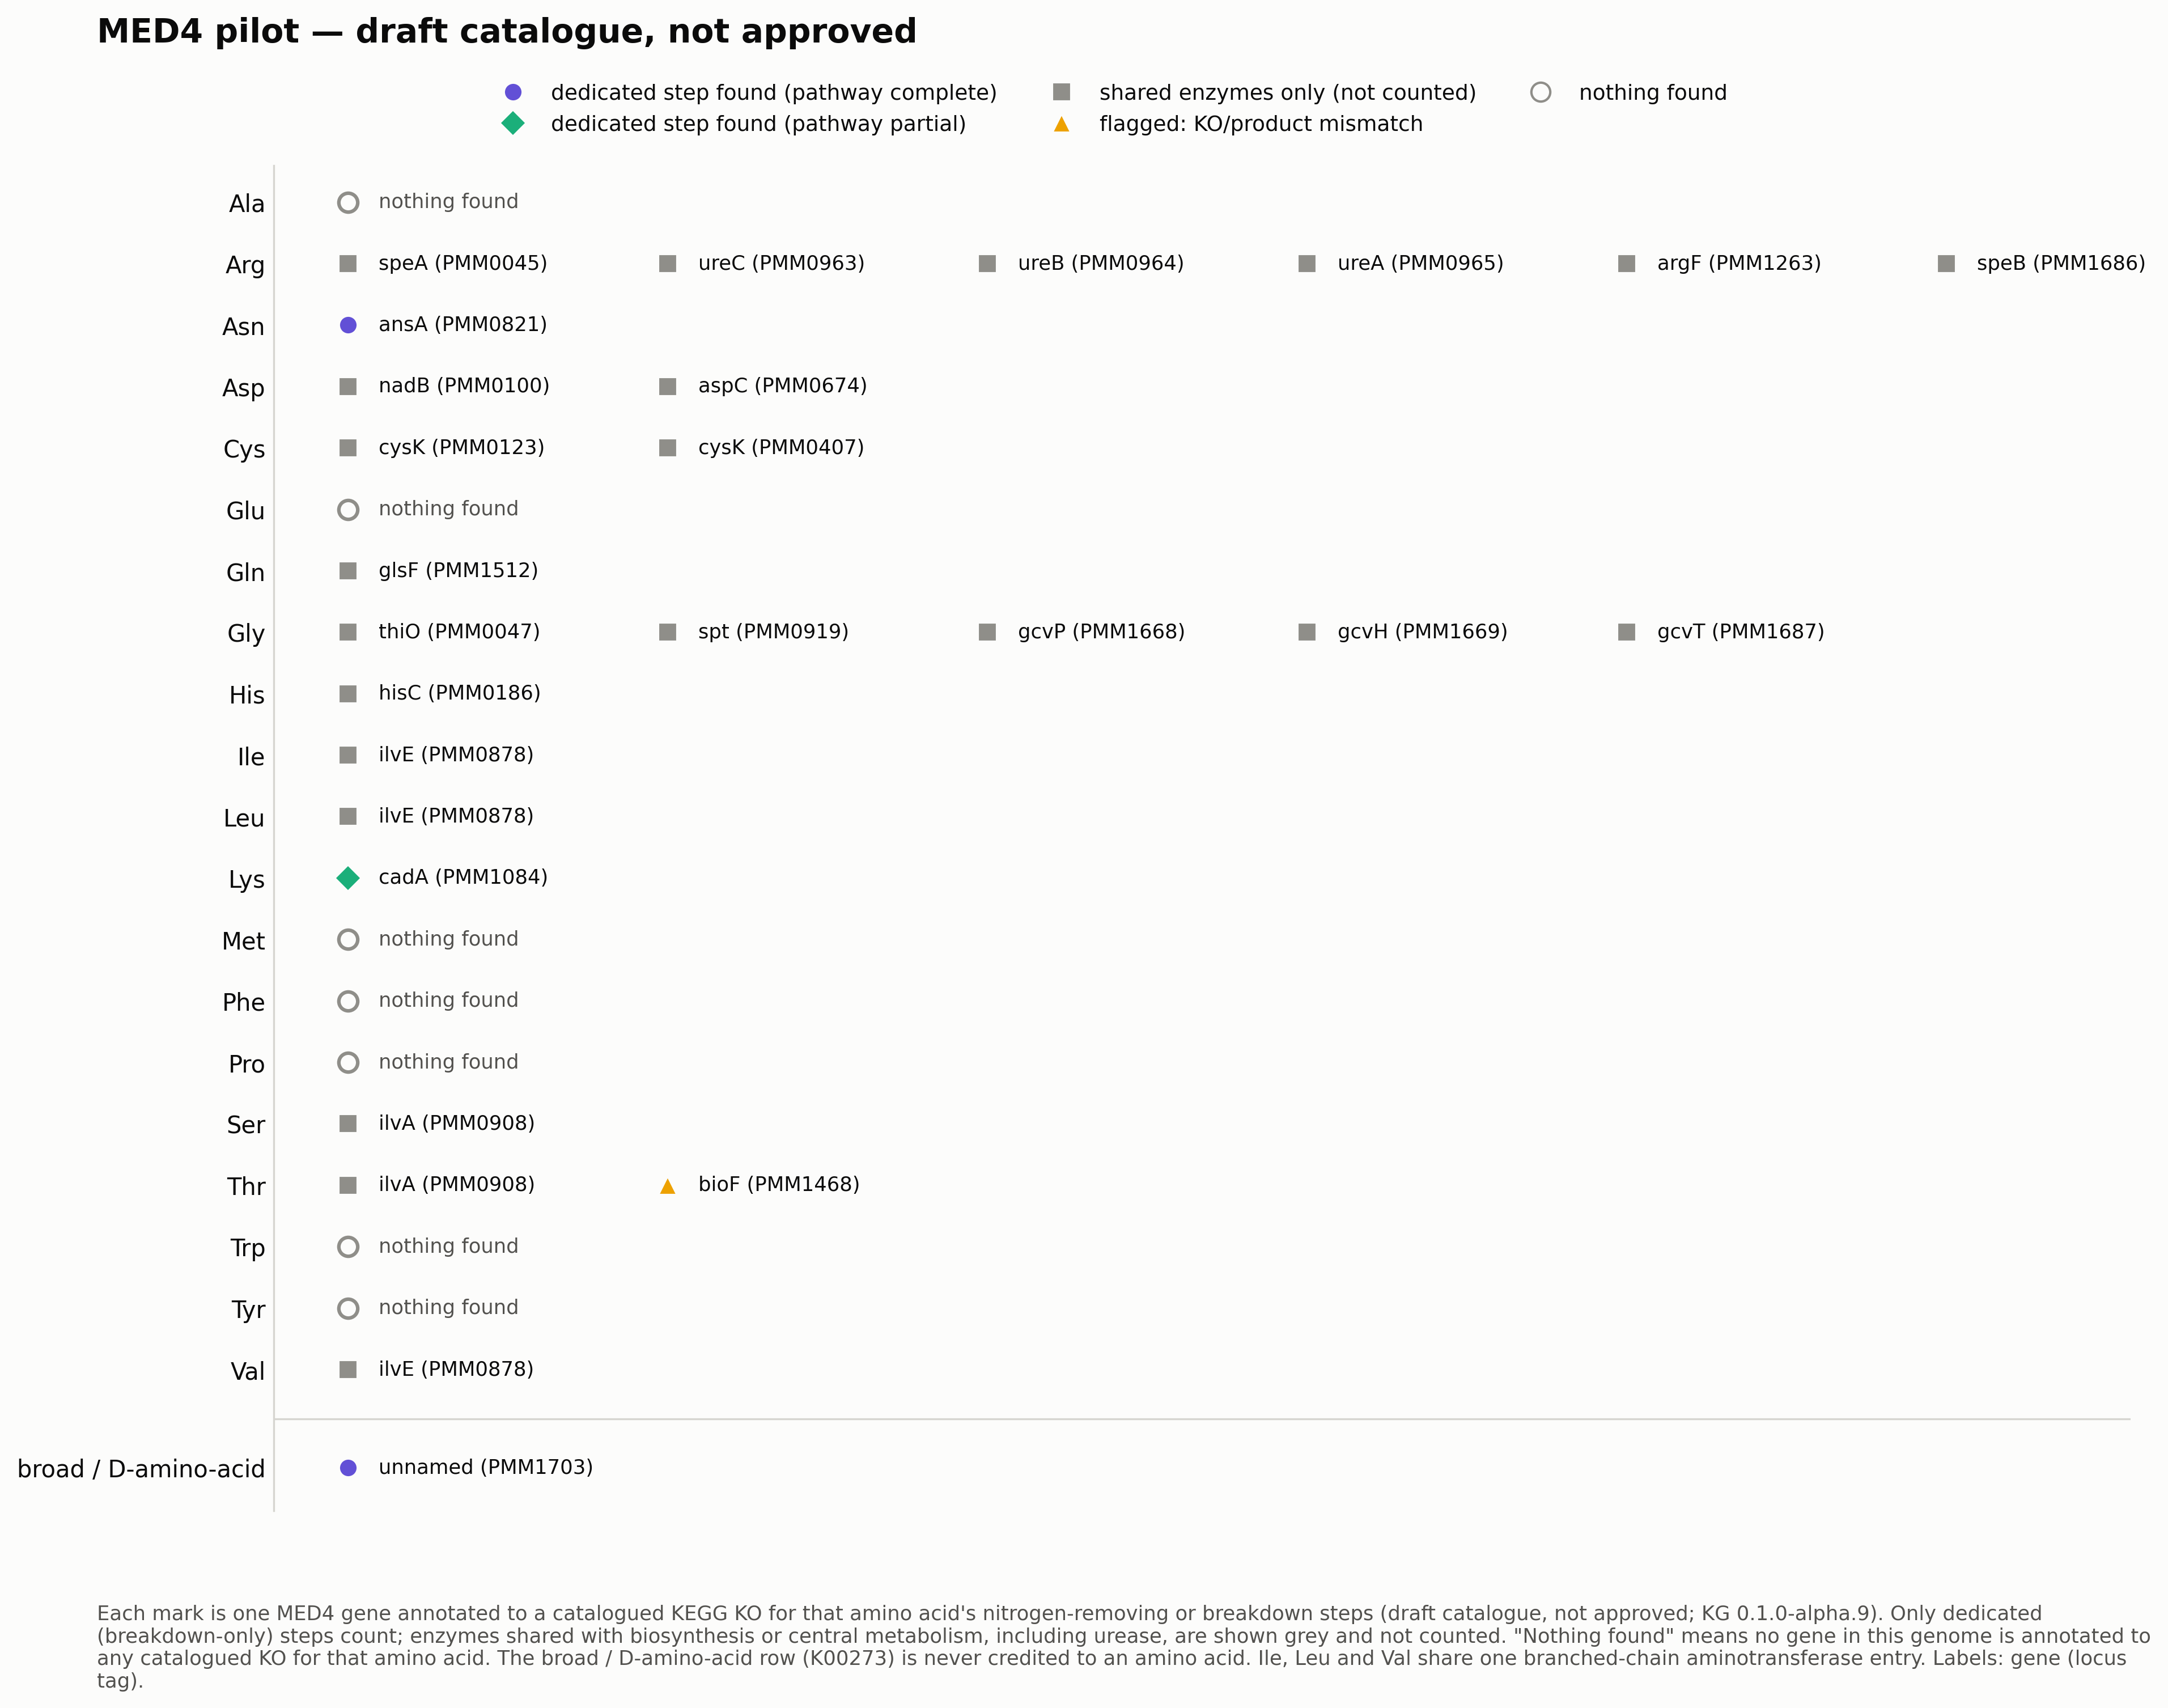 MED4 pilot — draft catalogue, not approved
dedicated step found (pathway complete)
dedicated step found (pathway partial)
shared enzymes only (not counted)
flagged: KO/product mismatch
nothing found
Ala nothing found
Arg speA (PMM0045) ureC (PMM0963) ureB (PMM0964) ureA (PMM0965) argF (PMM1263) speB (PMM1686)
Asn ansA (PMM0821)
Asp nadB (PMM0100) aspC (PMM0674)
Cys cysK (PMM0123) cysK (PMM0407)
Glu nothing found
Gln glsF (PMM1512)
Gly thiO (PMM0047) spt (PMM0919) gcvP (PMM1668) gcvH (PMM1669) gcvT (PMM1687)
His hisC (PMM0186)
Ile ilvE (PMM0878)
Leu ilvE (PMM0878)
Lys cadA (PMM1084)
Met nothing found
Phe nothing found
Pro nothing found
Ser ilvA (PMM0908)
Thr ilvA (PMM0908) bioF (PMM1468)
Trp nothing found
Tyr nothing found
Val ilvE (PMM0878)
broad / D-amino-acid unnamed (PMM1703)
Each mark is one MED4 gene annotated to a catalogued KEGG KO for that amino acid's nitrogen-removing or breakdown steps (draft catalogue, not approved; KG 0.1.0-alpha.9). Only dedicated
(breakdown-only) steps count; enzymes shared with biosynthesis or central metabolism, including urease, are shown grey and not counted. "Nothing found" means no gene in this genome is annotated to
any catalogued KO for that amino acid. The broad / D-amino-acid row (K00273) is never credited to an amino acid. Ile, Leu and Val share one branched-chain aminotransferase entry. Labels: gene (locus
tag).